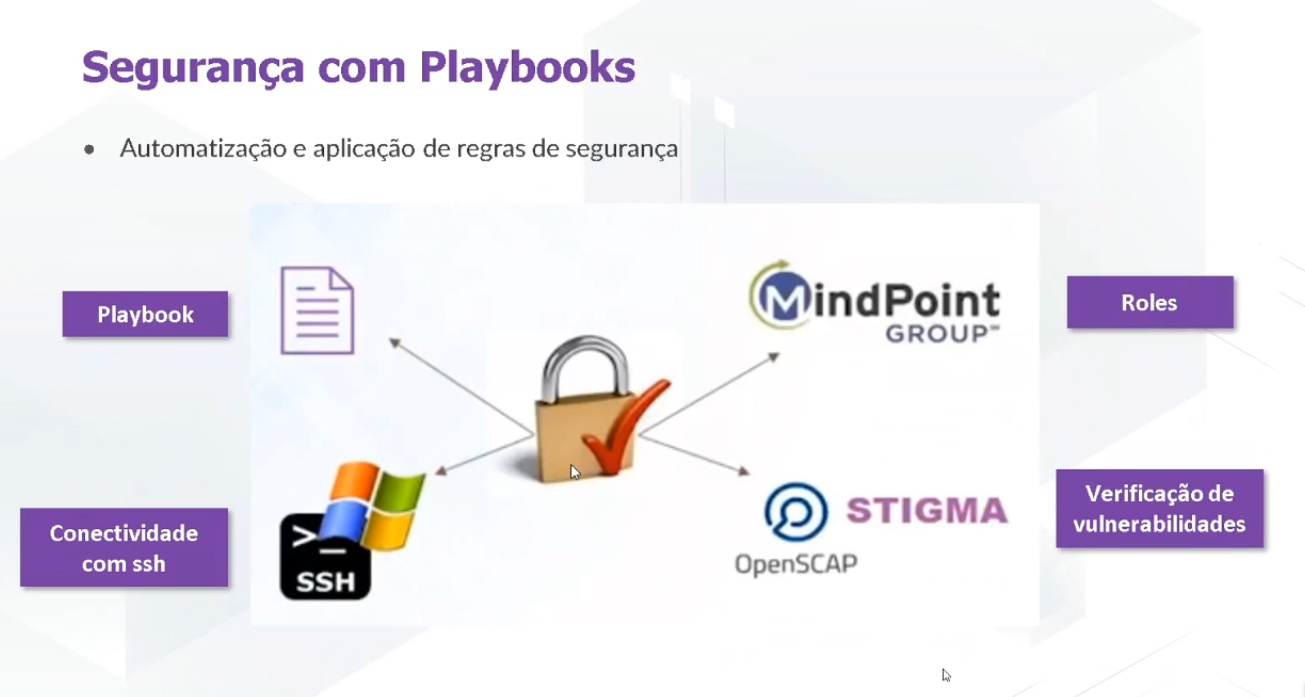 Segurança com Playbooks
• Automatização e aplicação de regras de segurança
Playbook
MindPoint
GROUP℠
Roles
>_
SSH
Conectividade
com ssh
OpenSCAP
STIGMA
Verificação de
vulnerabilidades